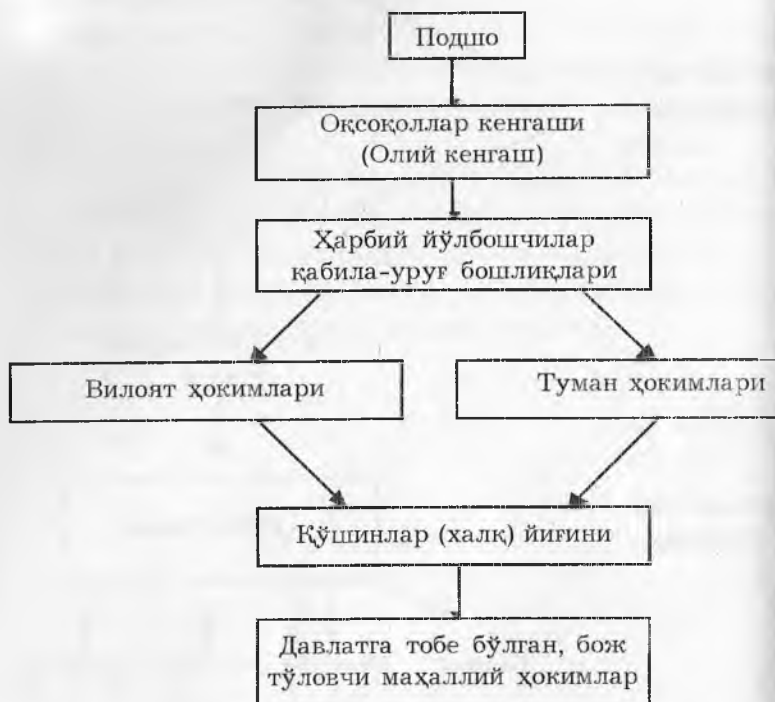 Подшо
Оқсоқоллар кенгаши
(Олий кенгаш)
Ҳарбий йўлбошчилар
қабила-уруғ бошлиқлари
Вилоят ҳокимлари
Туман ҳокимлари
Қўшинлар (халқ) йиғини
Давлатга тобе бўлган, бож
тўловчи маҳаллий ҳокимлар